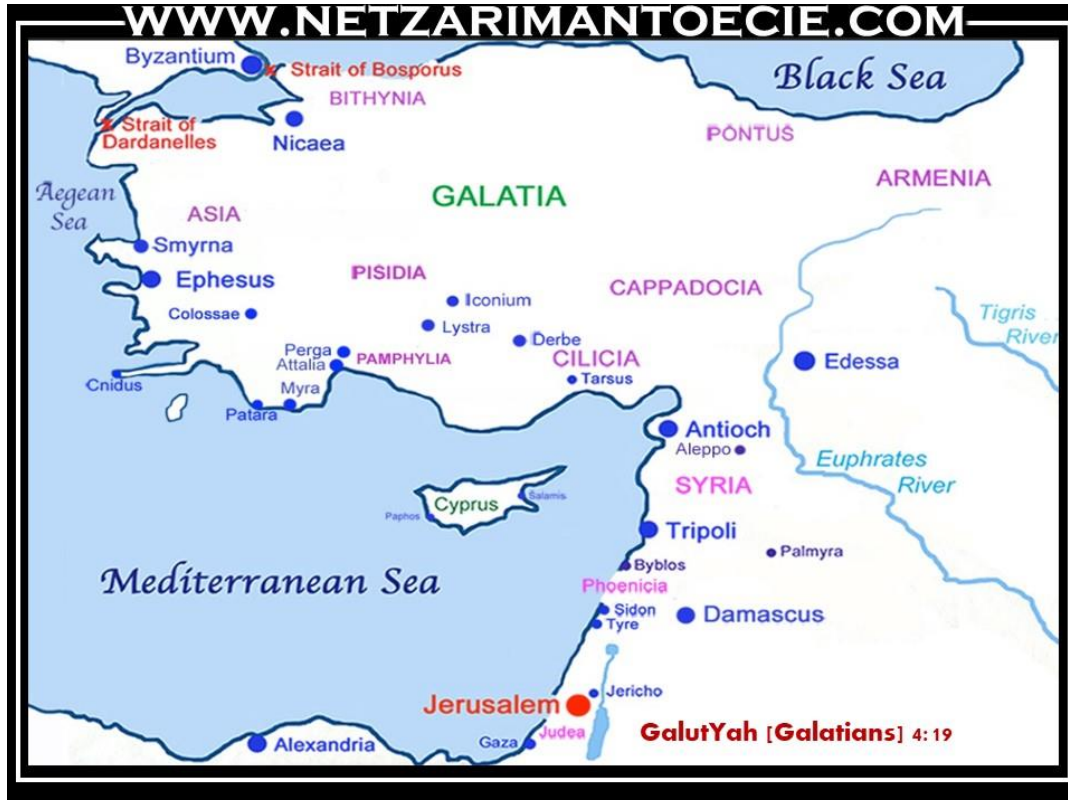 WWW.NETZARIMANTOECIE.COM
Byzantium
Strait of Bosporus
Black Sea
BITHYNIA
Strait of
Dardanelles
Nicaea
PONTUS
ARMENIA
Aegean
Sea
GALATIA
ASIA
Smyrna
Ephesus
PISIDIA
CAPPADOCIA
Iconium
Colossae
Lystra
Tigris
River
Derbe
Perga
PAMPHYLIA
CILICIA
Edessa
Attalia
Tarsus
Cnidus
Myra
Patara
Antioch
Aleppo
Euphrates
River
SYRIA
Cyprus
Salamis
Paphos
Tripoli
Palmyra
Byblos
Mediterranean Sea
Phoenicia
Sidon
Damascus
Tyre
Jericho
Jerusalem
Judea
GalutYah [Galatians] 4:19
Gaza
Alexandria